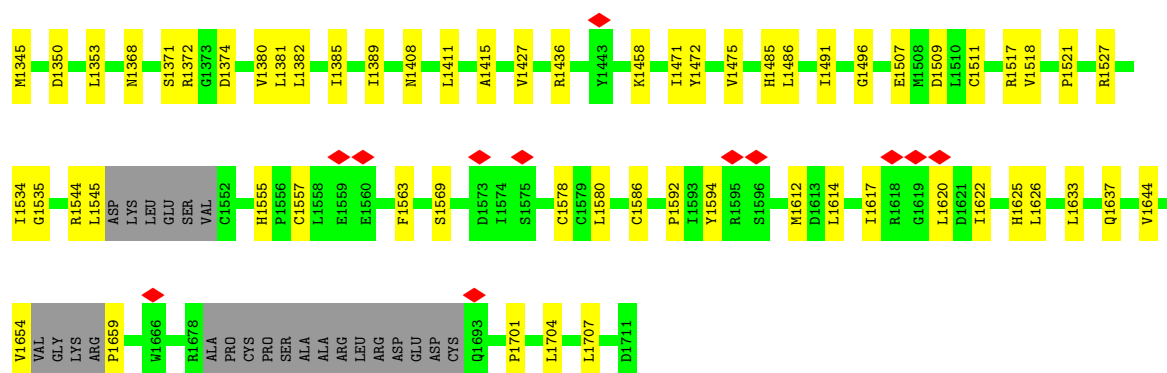 M1345 D1350 L1353 N1368 S1371 R1372 G1373 D1374 V1380 L1381 L1382 I1385 I1389 N1408 L1411 A1415 V1427 R1436 Y1443 K1458 I1471 Y1472 V1475 H1485 L1486 I1491 G1496 E1507 M1508 D1509 L1510 C1511 R1517 V1518 P1521 R1527
I1534 G1535 R1544 L1545 ASP LYS LEU GLU SER VAL C1552 H1555 P1556 C1557 L1558 E1559 E1560 F1563 S1569 D1573 I1574 S1575 C1578 C1579 L1580 C1586 P1592 I1593 Y1594 R1595 S1596 M1612 D1613 L1614 I1617 R1618 G1619 L1620 D1621 I1622 H1625 L1626 L1633 Q1637 V1644
V1654 VAL GLY LYS ARG P1659 W1666 R1678 ALA PRO CYS PRO SER ALA ALA ARG LEU ARG ASP GLU ASP CYS Q1693 P1701 L1704 L1707 D1711